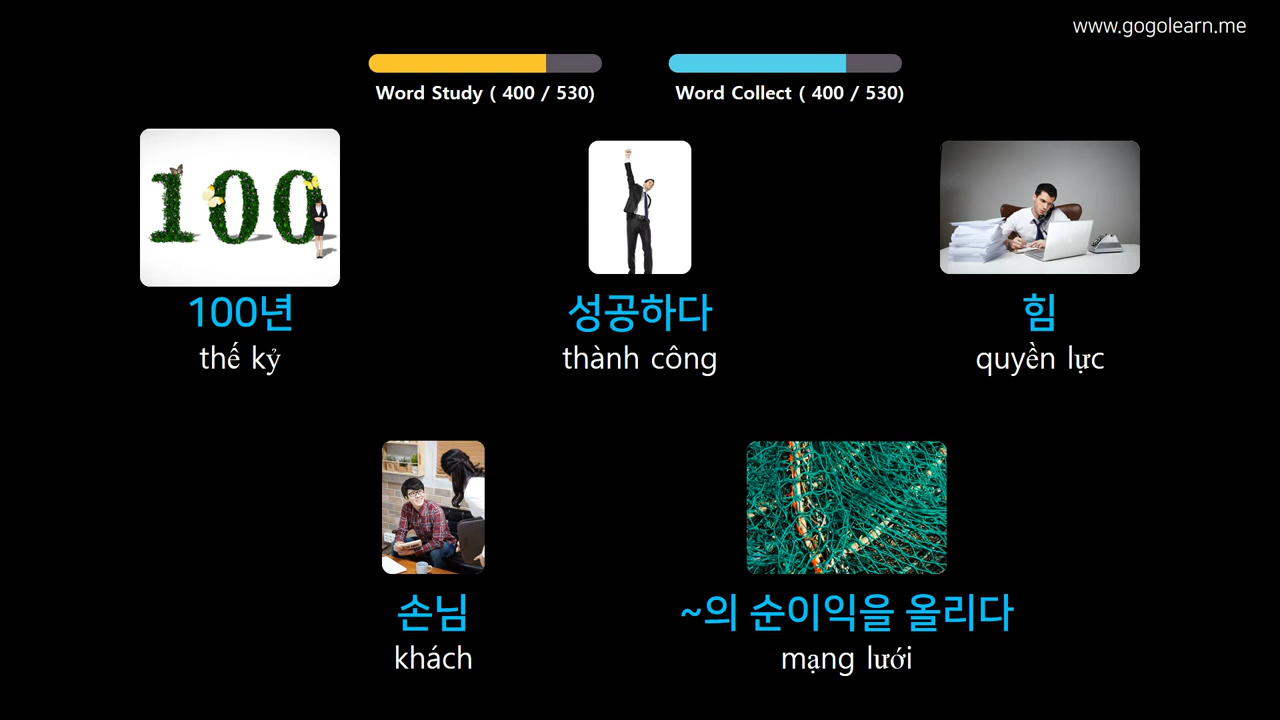 www.gogolearn.me
Word Study ( 400 / 530)
Word Collect ( 400 / 530)
100
100년
thế kỷ
성공하다
thành công
힘
quyền lực
손님
khách
~의 순이익을 올리다
mạng lưới